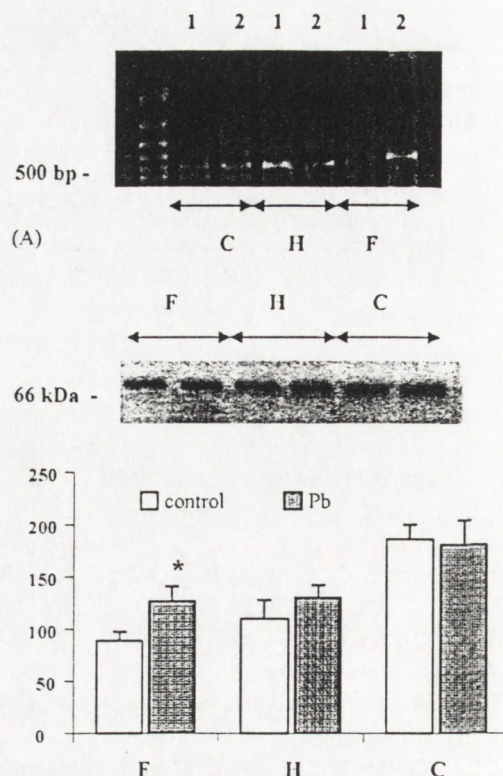 1 2 1 2 1 2
500 bp -
(A) C H F
F H C
66 kDa -
250
control Pb
200
*
150
100
50
0
F H C